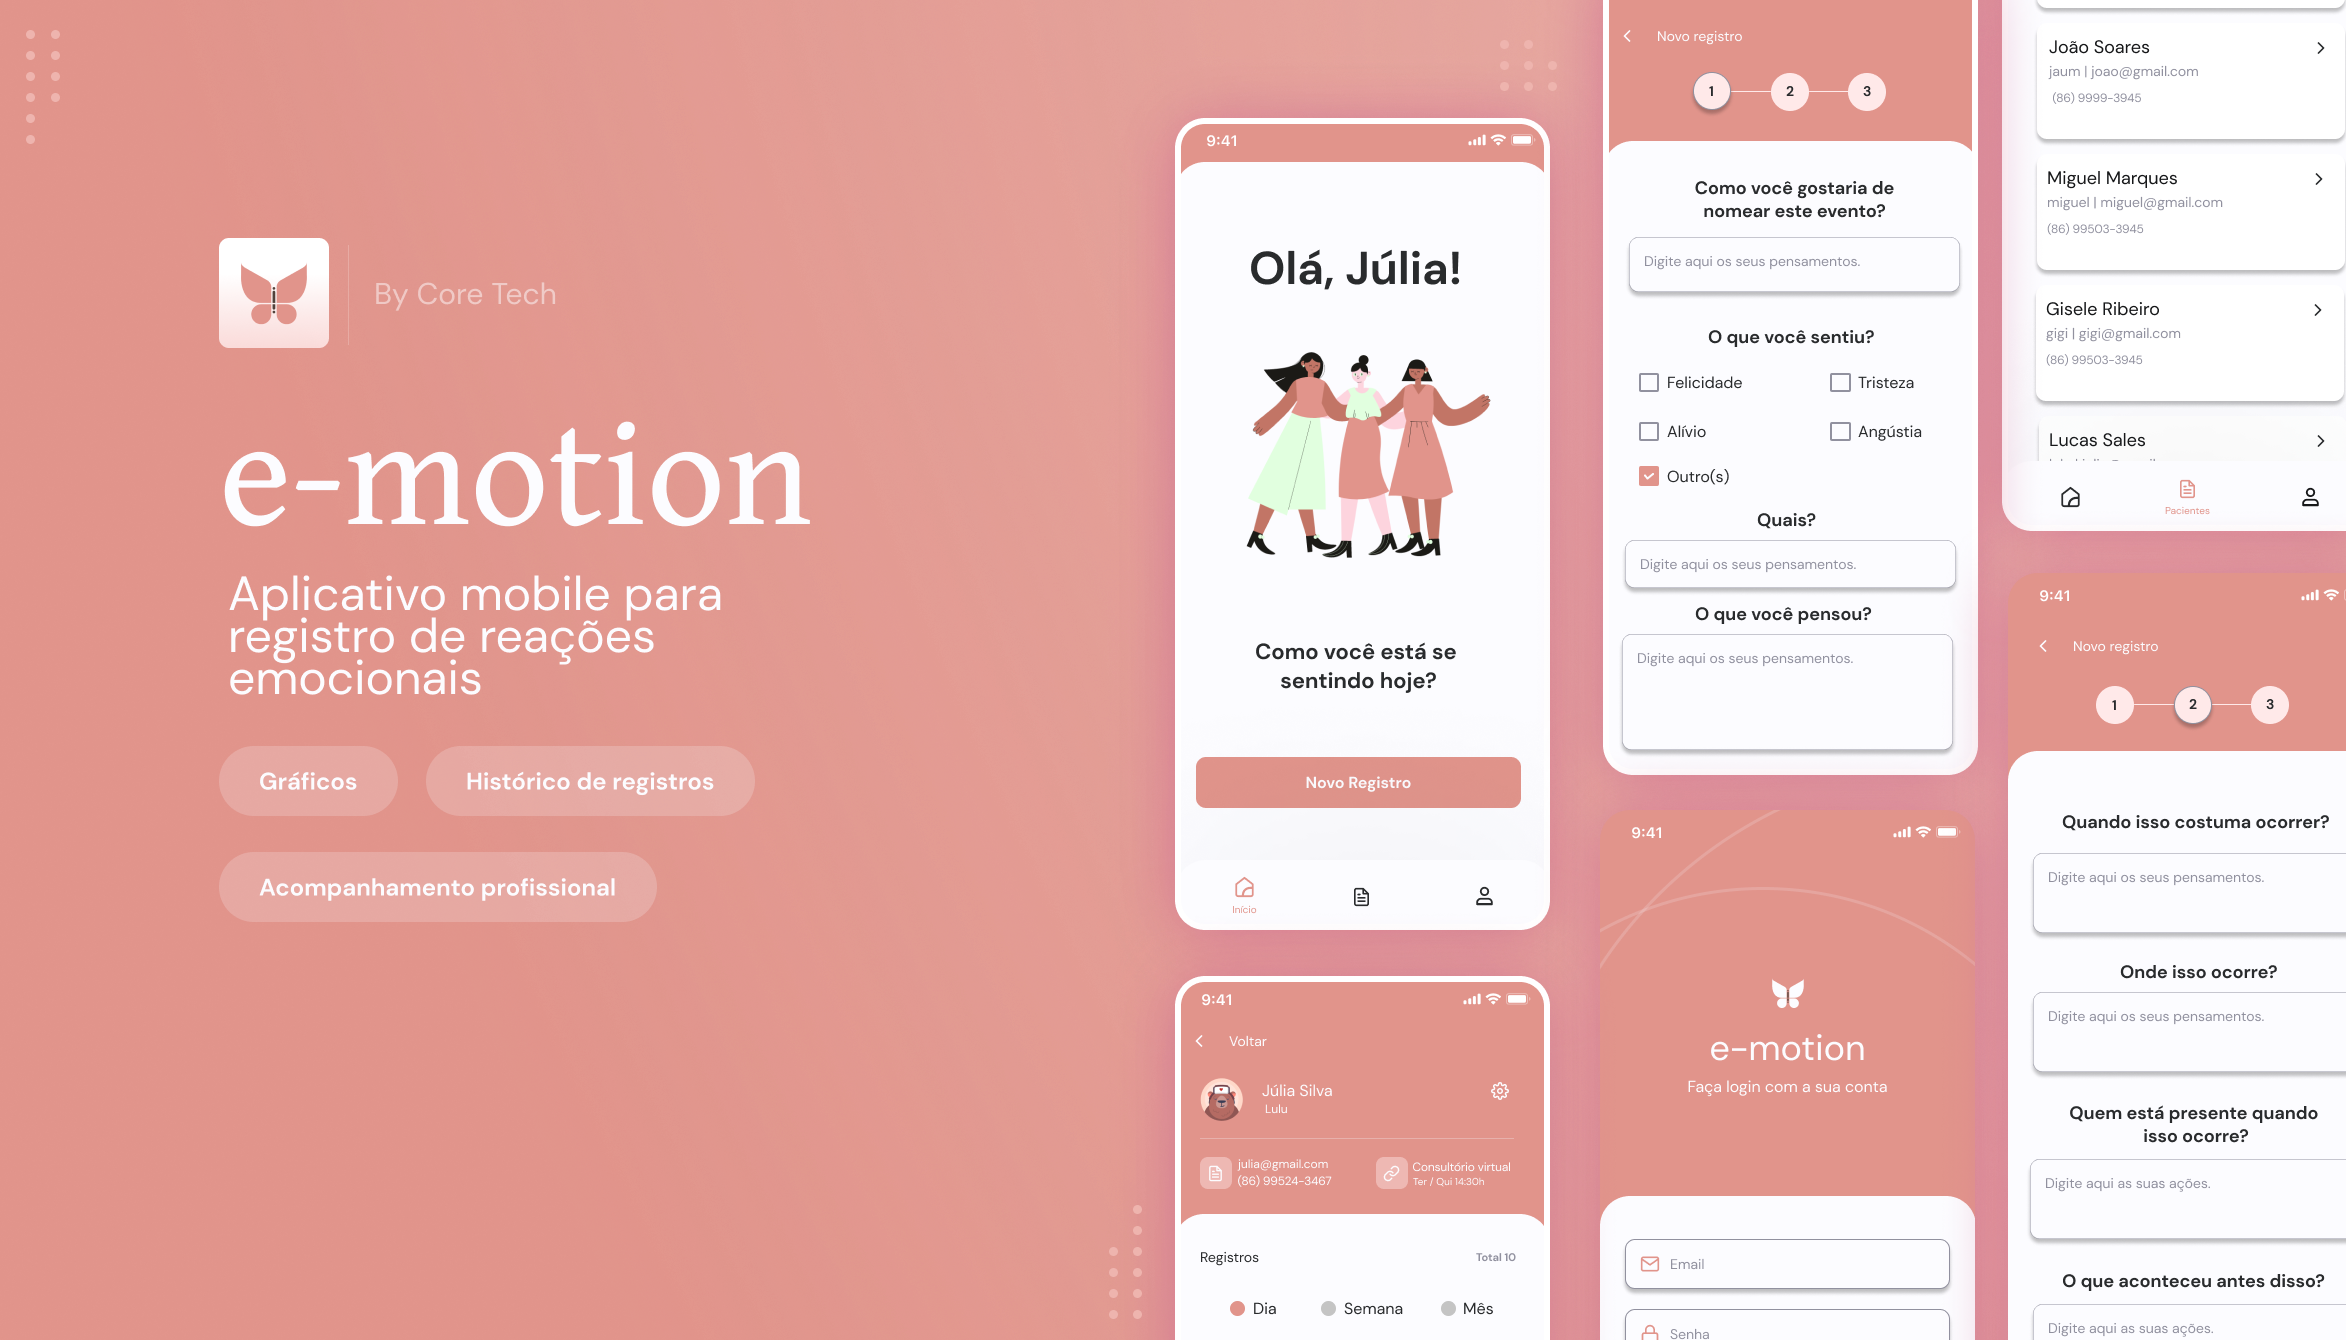 By Core Tech
e-motion
Aplicativo mobile para
registro de reações
emocionais
Gráficos
Histórico de registros
Acompanhamento profissional
9:41
Olá, Júlia!
Como você está se
sentindo hoje?
Novo Registro
Início
9:41
Voltar
Júlia Silva
Lulu
julia@gmail.com
(86) 99524-3467
Consultório virtual
Ter / Qui 14:30h
Registros
Total 10
Dia
Semana
Mês
Novo registro
1
2
3
Como você gostaria de
nomear este evento?
Digite aqui os seus pensamentos.
O que você sentiu?
Felicidade
Tristeza
Alívio
Angústia
Outro(s)
Quais?
Digite aqui os seus pensamentos.
O que você pensou?
Digite aqui os seus pensamentos.
9:41
e-motion
Faça login com a sua conta
Email
Senha
João Soares
jaum | joao@gmail.com
(86) 9999-3945
Miguel Marques
miguel | miguel@gmail.com
(86) 99503-3945
Gisele Ribeiro
gigi | gigi@gmail.com
(86) 99503-3945
Lucas Sales
Pacientes
9:41
Novo registro
1
2
3
Quando isso costuma ocorrer?
Digite aqui os seus pensamentos.
Onde isso ocorre?
Digite aqui os seus pensamentos.
Quem está presente quando
isso ocorre?
Digite aqui as suas ações.
O que aconteceu antes disso?
Digite aqui as suas ações.